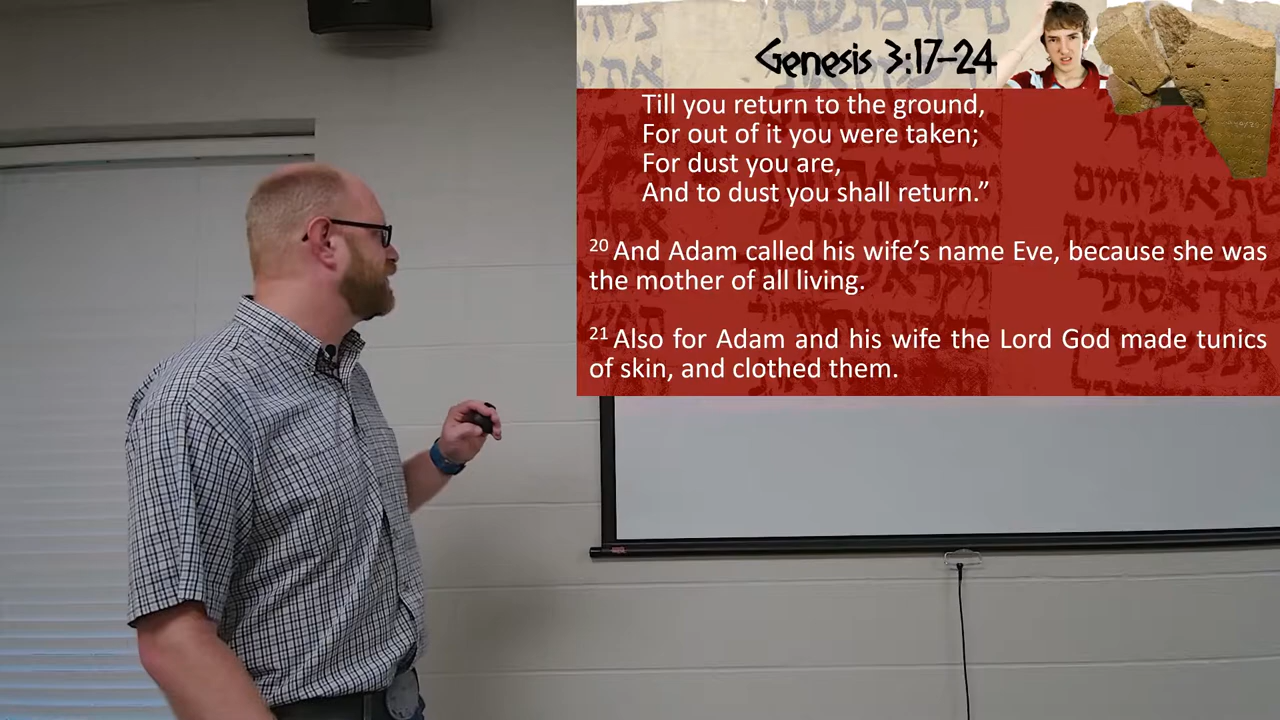 Genesis 3:17–24
Till you return to the ground,
For out of it you were taken;
For dust you are,
And to dust you shall return.”
20 And Adam called his wife’s name Eve, because she was
the mother of all living.
21 Also for Adam and his wife the Lord God made tunics
of skin, and clothed them.